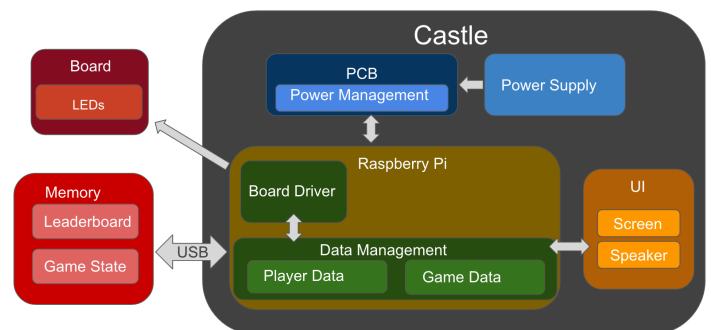 Castle
Board
LEDs
PCB
Power Management
Power Supply
Raspberry Pi
Board Driver
Memory
Leaderboard
Game State
USB
Data Management
Player Data
Game Data
UI
Screen
Speaker